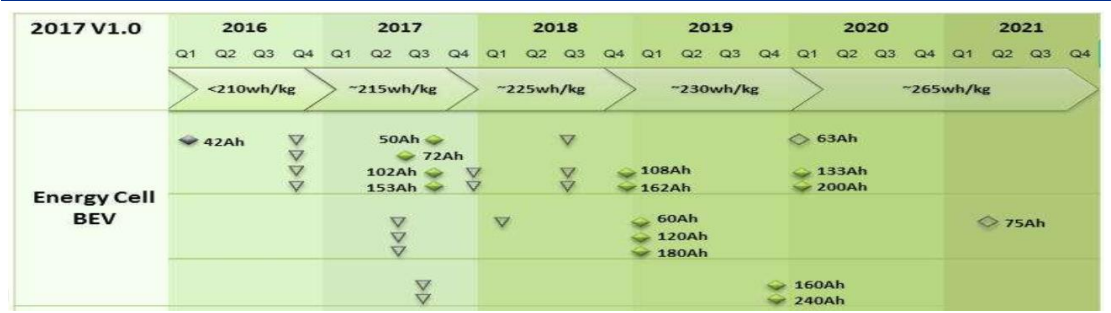 2017 V1.0 2016 2017 2018 2019 2020 2021
Q1 Q2 Q3 Q4 Q1 Q2 Q3 Q4 Q1 Q2 Q3 Q4 Q1 Q2 Q3 Q4 Q1 Q2 Q3 Q4 Q1 Q2 Q3 Q4
<210wh/kg ~215wh/kg ~225wh/kg ~230wh/kg ~265wh/kg
42Ah 50Ah 63Ah
72Ah
102Ah 108Ah 133Ah
153Ah 162Ah 200Ah
Energy Cell
BEV
60Ah 75Ah
120Ah
180Ah
160Ah
240Ah